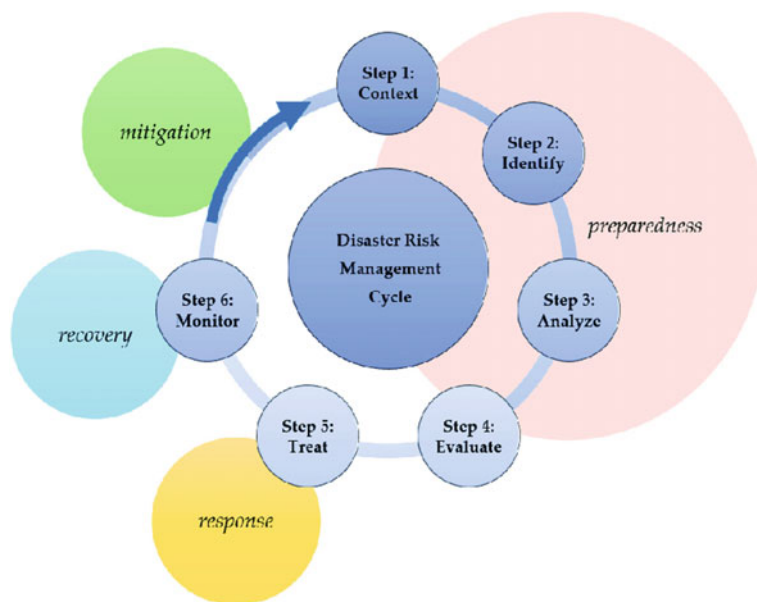 Step 1:
Context
Step 2:
Identify
mitigation
preparedness
Disaster Risk
Management
Cycle
Step 3:
Analyze
Step 6:
Monitor
recovery
Step 4:
Evaluate
Step 5:
Treat
response